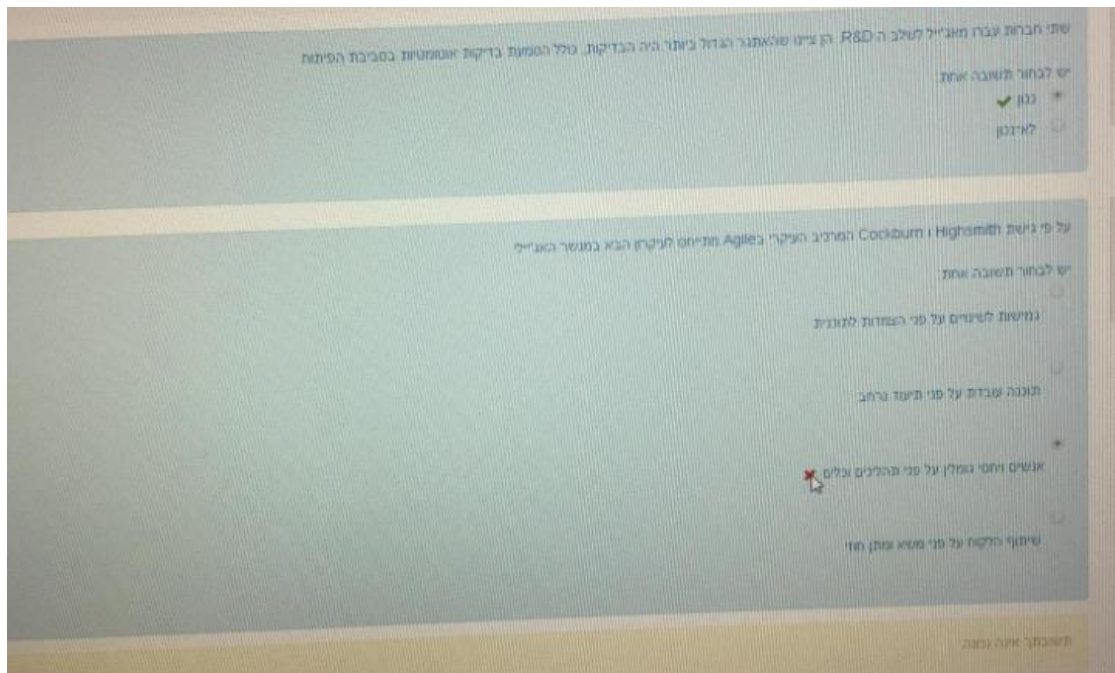 שתי חברות עברו מאג'ייל לשלב ה R&D. הן ציינו שהאתגר הגדול ביותר היה הבדיקות, כולל הטמעת בדיקות אוטומטיות בסביבת הפיתוח
יש לבחור תשובה אחת:
נכון
לא-נכון
על פי גישת Highsmith ו Cockburn המרכיב העיקרי בAgile מתייחס לעיקרון הבא במנשר האג'יילי
יש לבחור תשובה אחת:
גמישות לשינויים על פני הצמדות לתוכנית
תוכנה עובדת על פני תיעוד נרחב
אנשים ויחסי גומלין על פני תהליכים וכלים
שיתוף הלקוח על פני משא ומתן חוזי
תשובתך אינה נכונה.